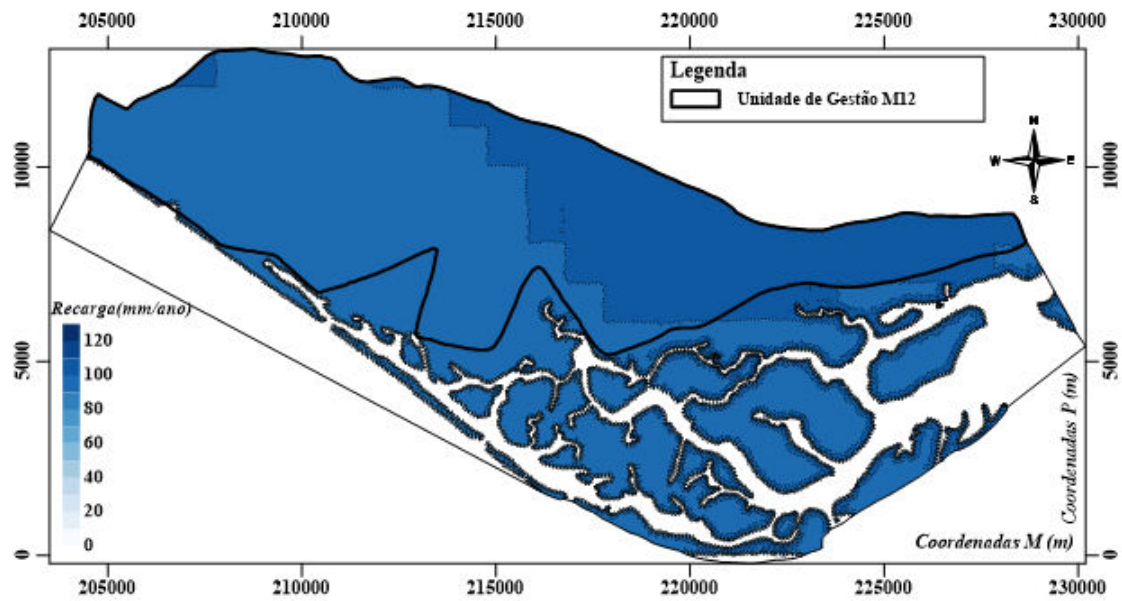 205000 210000 215000 220000 225000 230000
Legenda
Unidade de Gestão M12
N
W E
S
10000 10000
Recarga(mm/ano)
120
100
80
60
40
20
0
5000 5000
Coordenadas P (m)
Coordenadas M (m)
0 0
205000 210000 215000 220000 225000 230000